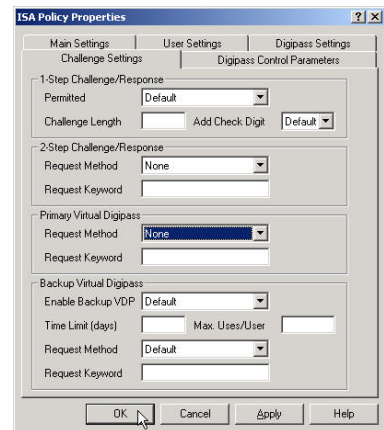 ISA Policy Properties
Main Settings User Settings Digipass Settings
Challenge Settings Digipass Control Parameters
1-Step Challenge/Response
Permitted Default
Challenge Length Add Check Digit Default
2-Step Challenge/Response
Request Method None
Request Keyword
Primary Virtual Digipass
Request Method None
Request Keyword
Backup Virtual Digipass
Enable Backup VDP Default
Time Limit (days) Max. Uses/User
Request Method Default
Request Keyword
OK Cancel Apply Help